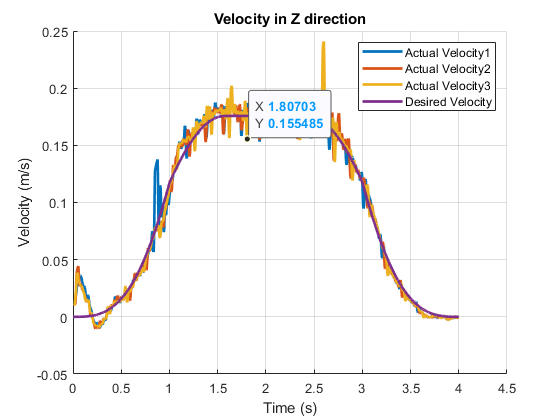 Velocity in Z direction
0.25
0.2
0.15
0.1
0.05
0
-0.05
Velocity (m/s)
Actual Velocity1
Actual Velocity2
Actual Velocity3
Desired Velocity
X 1.80703
Y 0.155485
0 0.5 1 1.5 2 2.5 3 3.5 4 4.5
Time (s)